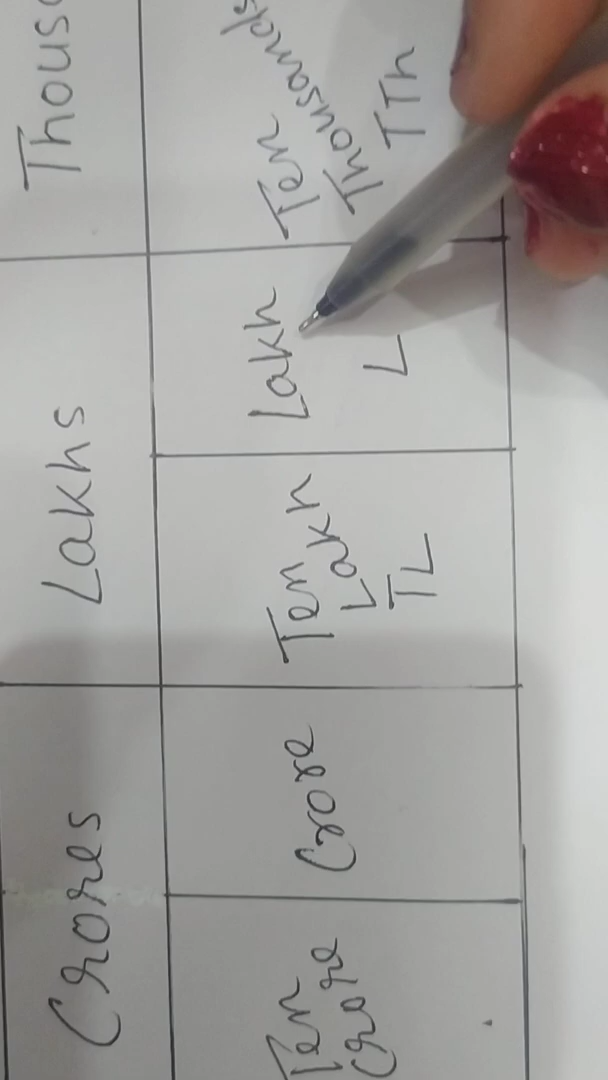 Crores Lakhs Thous
Ten Crore
Crore
Ten Lakh
TL
Lakh
L
Ten Thousands
TTh